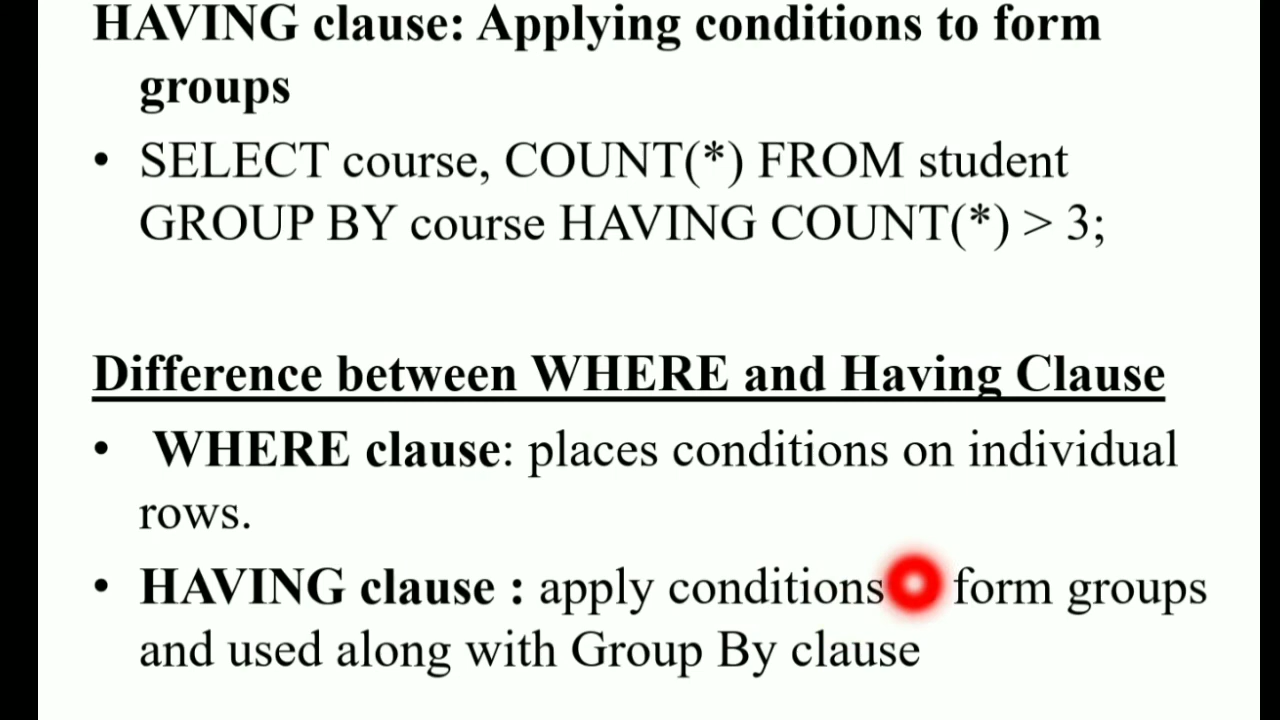 HAVING clause: Applying conditions to form
groups
• SELECT course, COUNT(*) FROM student
GROUP BY course HAVING COUNT(*) > 3;
Difference between WHERE and Having Clause
• WHERE clause: places conditions on individual
rows.
• HAVING clause : apply conditions form groups
and used along with Group By clause